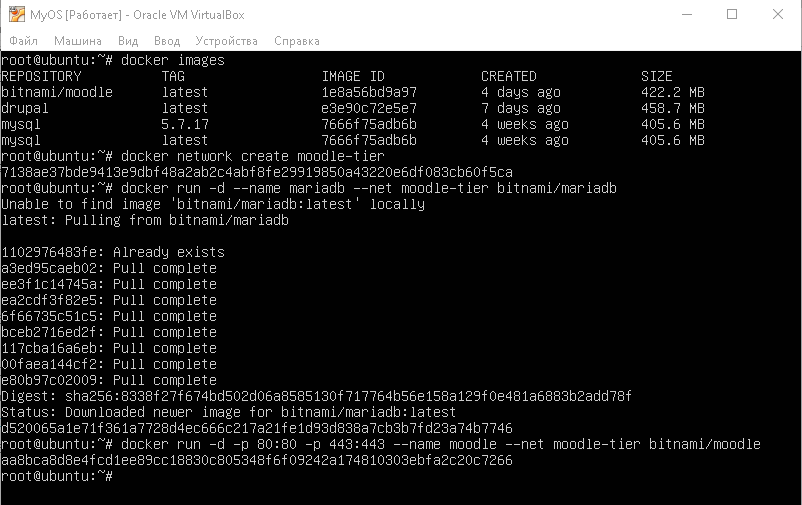 MyOS [Работает] - Oracle VM VirtualBox
Файл Машина Вид Ввод Устройства Справка
root@ubuntu:~# docker images
REPOSITORY TAG IMAGE ID CREATED SIZE
bitnami/moodle latest 1e8a56bd9a97 4 days ago 422.2 MB
drupal latest e3e90c72e5e7 7 days ago 458.7 MB
mysql 5.7.17 7666f75adb6b 4 weeks ago 405.6 MB
mysql latest 7666f75adb6b 4 weeks ago 405.6 MB
root@ubuntu:~# docker network create moodle-tier
7138ae37bde9413e9dbf48a2ab2c4abf8fe29919850a43220e6df083cb60f5ca
root@ubuntu:~# docker run -d --name mariadb --net moodle-tier bitnami/mariadb
Unable to find image 'bitnami/mariadb:latest' locally
latest: Pulling from bitnami/mariadb
1102976483fe: Already exists
a3ed95caeb02: Pull complete
ee3f1c14745a: Pull complete
ea2cdf3f82e5: Pull complete
6f66735c51c5: Pull complete
bceb2716ed2f: Pull complete
117cba16a6eb: Pull complete
00faea144cf2: Pull complete
e80b97c02009: Pull complete
Digest: sha256:8338f27f674bd502d06a8585130f717764b56e158a129f0e481a6883b2add78f
Status: Downloaded newer image for bitnami/mariadb:latest
d520065a1e71f361a7728d4ec666c217a21fe1d93d838a7cb3b7fd23a74b7746
root@ubuntu:~# docker run -d -p 80:80 -p 443:443 --name moodle --net moodle-tier bitnami/moodle
aa8bca8d8e4fcd1ee89cc18830c805348f6f09242a174810303ebfa2c20c7266
root@ubuntu:~#